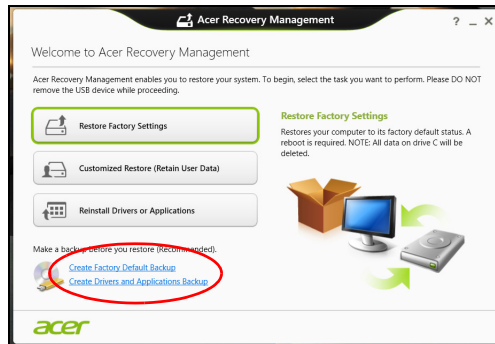 Acer Recovery Management
? _ X
Welcome to Acer Recovery Management
Acer Recovery Management enables you to restore your system. To begin, select the task you want to perform. Please DO NOT
remove the USB device while proceeding.
Restore Factory Settings
Customized Restore (Retain User Data)
Reinstall Drivers or Applications
Restore Factory Settings
Restores your computer to its factory default status. A
reboot is required. NOTE: All data on drive C will be
deleted.
Make a backup before you restore (Recommended).
Create Factory Default Backup
Create Drivers and Applications Backup
acer